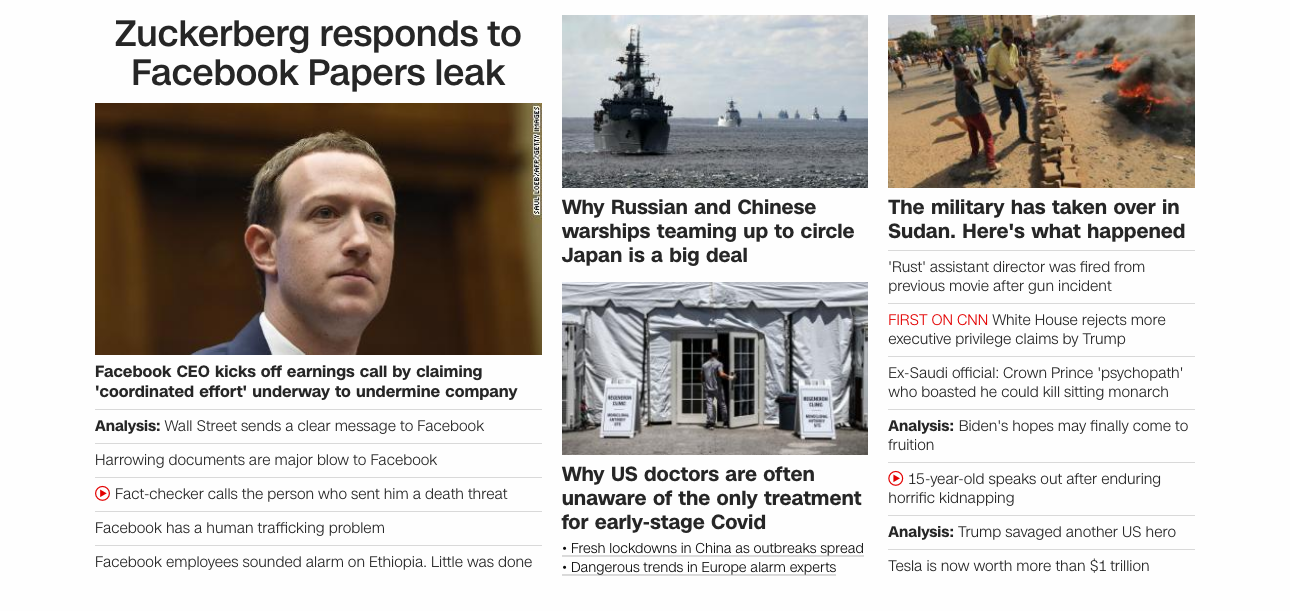 Zuckerberg responds to
Facebook Papers leak
SAUL LOEB/AFP/GETTY IMAGES
Facebook CEO kicks off earnings call by claiming
'coordinated effort' underway to undermine company
Analysis: Wall Street sends a clear message to Facebook
Harrowing documents are major blow to Facebook
Fact-checker calls the person who sent him a death threat
Facebook has a human trafficking problem
Facebook employees sounded alarm on Ethiopia. Little was done
Why Russian and Chinese
warships teaming up to circle
Japan is a big deal
REGENERON
CLINIC
MONOCLONAL
ANTIBODY
SITE
REGENERON
CLINIC
MONOCLONAL
ANTIBODY
SITE
Why US doctors are often
unaware of the only treatment
for early-stage Covid
• Fresh lockdowns in China as outbreaks spread
• Dangerous trends in Europe alarm experts
The military has taken over in
Sudan. Here's what happened
'Rust' assistant director was fired from
previous movie after gun incident
FIRST ON CNN White House rejects more
executive privilege claims by Trump
Ex-Saudi official: Crown Prince 'psychopath'
who boasted he could kill sitting monarch
Analysis: Biden's hopes may finally come to
fruition
15-year-old speaks out after enduring
horrific kidnapping
Analysis: Trump savaged another US hero
Tesla is now worth more than $1 trillion